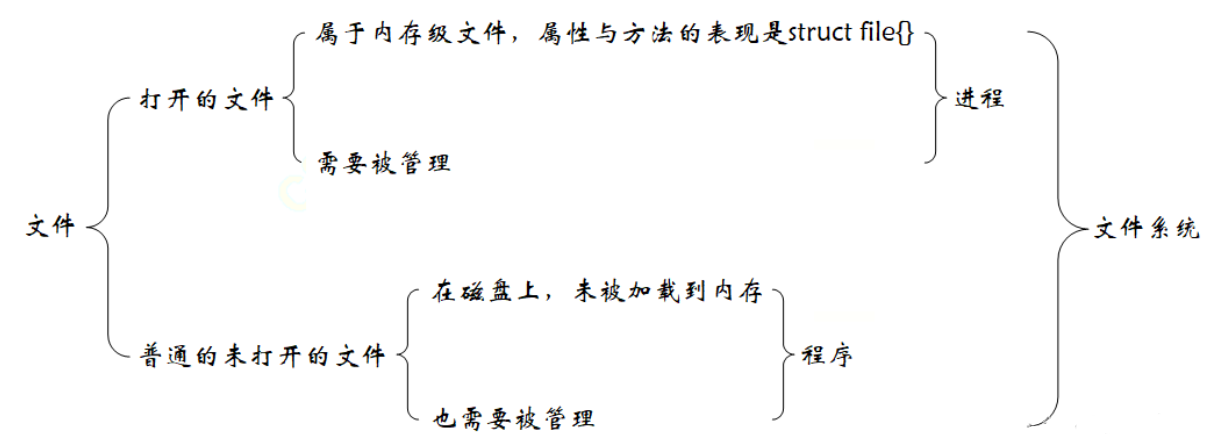 属于内存级文件，属性与方法的表现是struct file{}
打开的文件
进程
需要被管理
文件
文件系统
在磁盘上，未被加载到内存
普通的未打开的文件
程序
也需要被管理